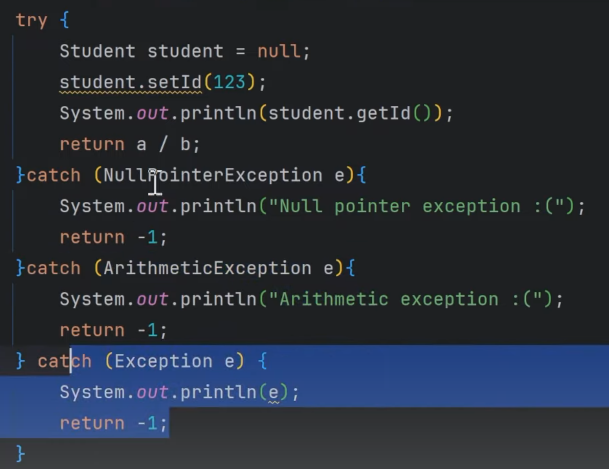 try {
    Student student = null;
    student.setId(123);
    System.out.println(student.getId());
    return a / b;
}catch (NullPointerException e){
    System.out.println("Null pointer exception :(");
    return -1;
}catch (ArithmeticException e){
    System.out.println("Arithmetic exception :(");
    return -1;
} catch (Exception e) {
    System.out.println(e);
    return -1;
}